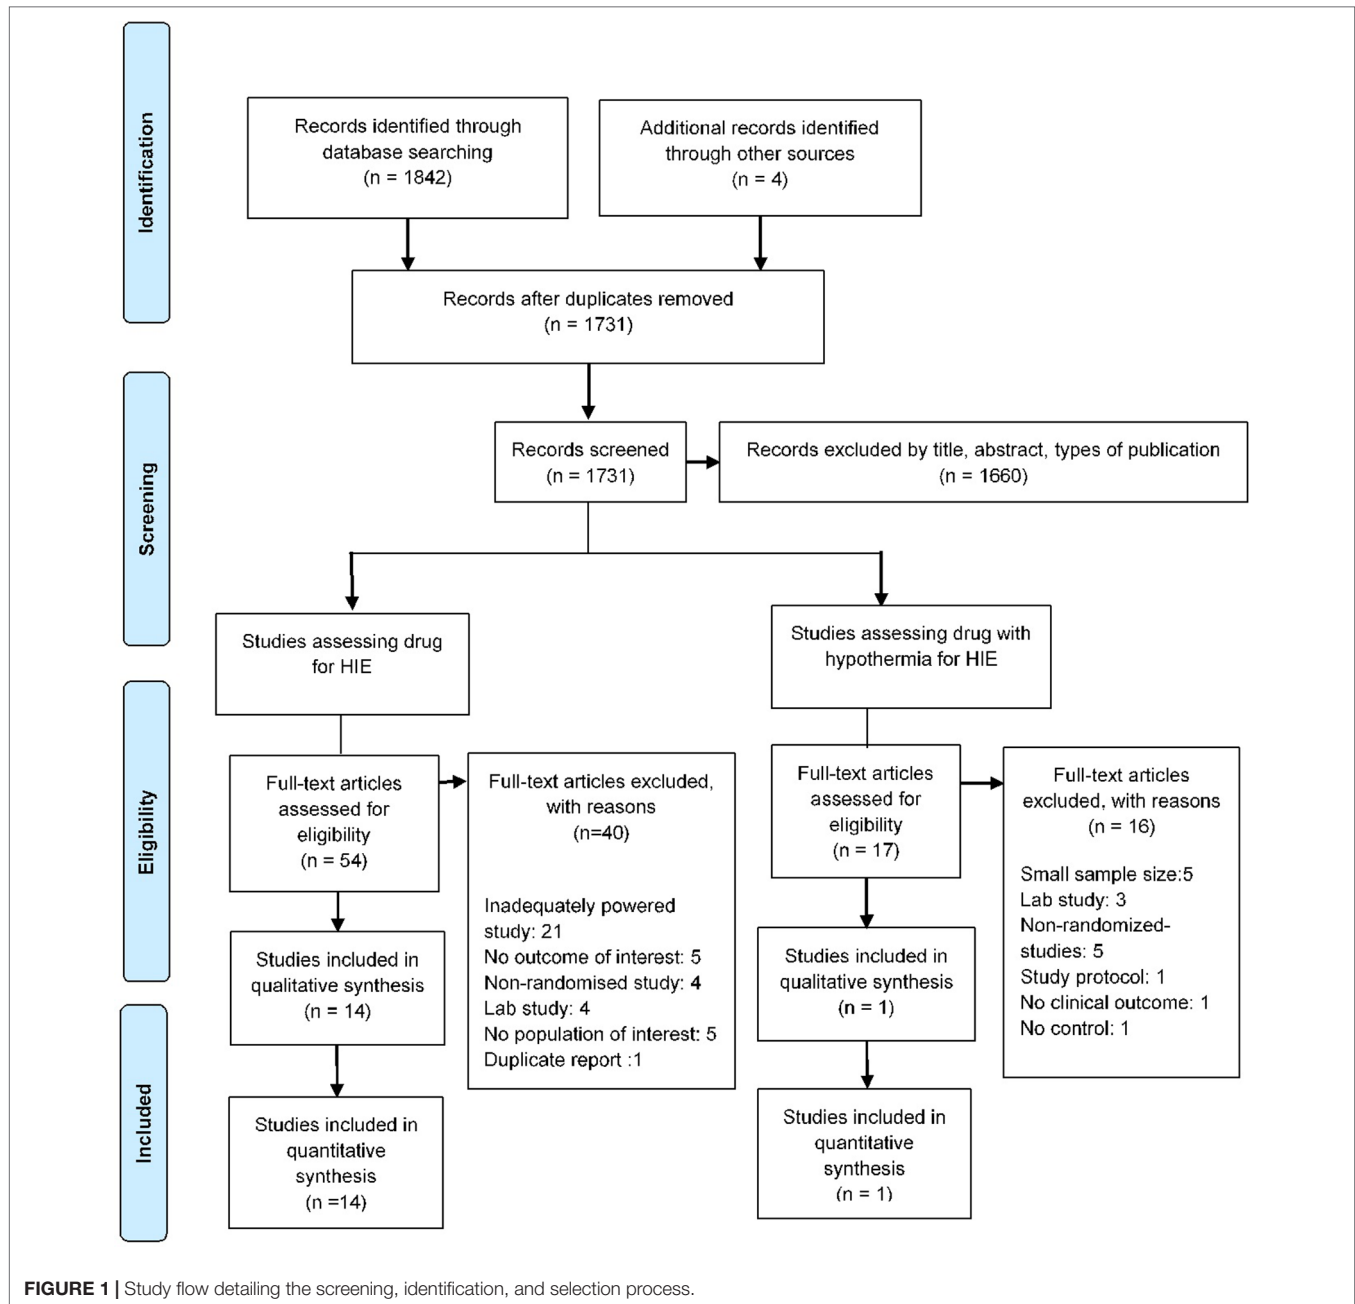 Identification
Records identified through
database searching
(n = 1842)
Additional records identified
through other sources
(n = 4)
Records after duplicates removed
(n = 1731)
Screening
Records screened
(n = 1731)
Records excluded by title, abstract, types of publication
(n = 1660)
Studies assessing drug
for HIE
Studies assessing drug with
hypothermia for HIE
Eligibility
Full-text articles
assessed for
eligibility
(n = 54)
Full-text articles excluded,
with reasons
(n=40)
Inadequately powered
study: 21
No outcome of interest: 5
Non-randomised study: 4
Lab study: 4
No population of interest: 5
Duplicate report :1
Full-text articles
assessed for
eligibility
(n = 17)
Full-text articles
excluded, with reasons
(n = 16)
Small sample size:5
Lab study: 3
Non-randomized-
studies: 5
Study protocol: 1
No clinical outcome: 1
No control: 1
Studies included in
qualitative synthesis
(n = 14)
Studies included in
qualitative synthesis
(n = 1)
Included
Studies included in
quantitative
synthesis
(n =14)
Studies included in
quantitative
synthesis
(n = 1)
FIGURE 1 | Study flow detailing the screening, identification, and selection process.